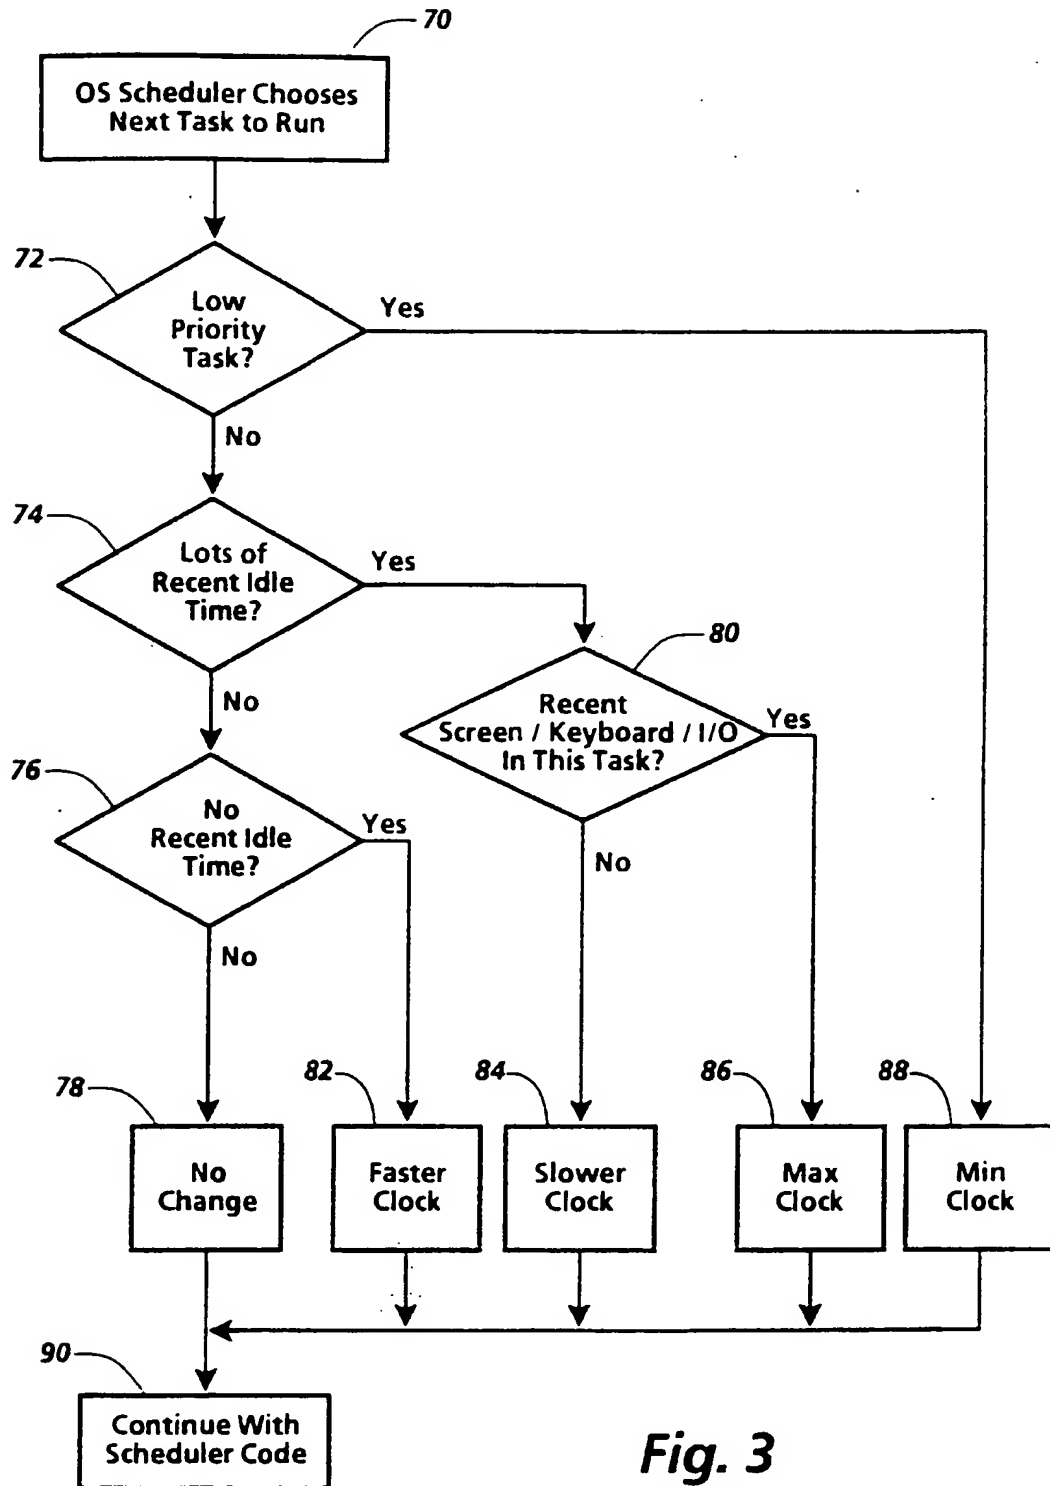 70
OS Scheduler Chooses
Next Task to Run
72
Low
Priority
Task?
Yes
No
74
Lots of
Recent Idle
Time?
Yes
No
80
Recent
Screen / Keyboard / I/O
In This Task?
Yes
No
76
No
Recent Idle
Time?
Yes
No
78
No
Change
82
Faster
Clock
84
Slower
Clock
86
Max
Clock
88
Min
Clock
90
Continue With
Scheduler Code
Fig. 3